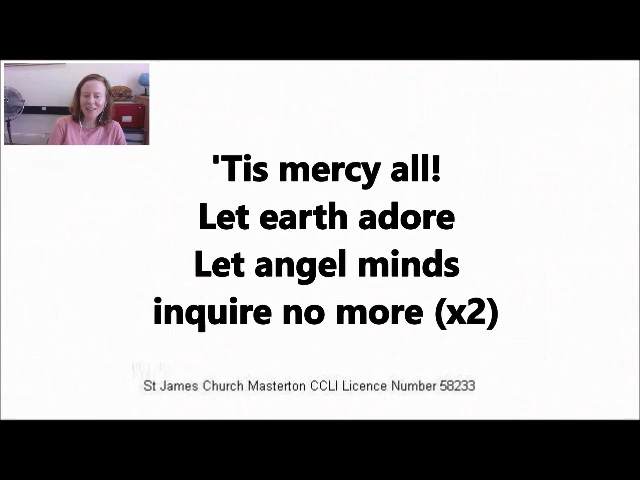 'Tis mercy all!
Let earth adore
Let angel minds
inquire no more (x2)
St James Church Masterton CCLI Licence Number 58233